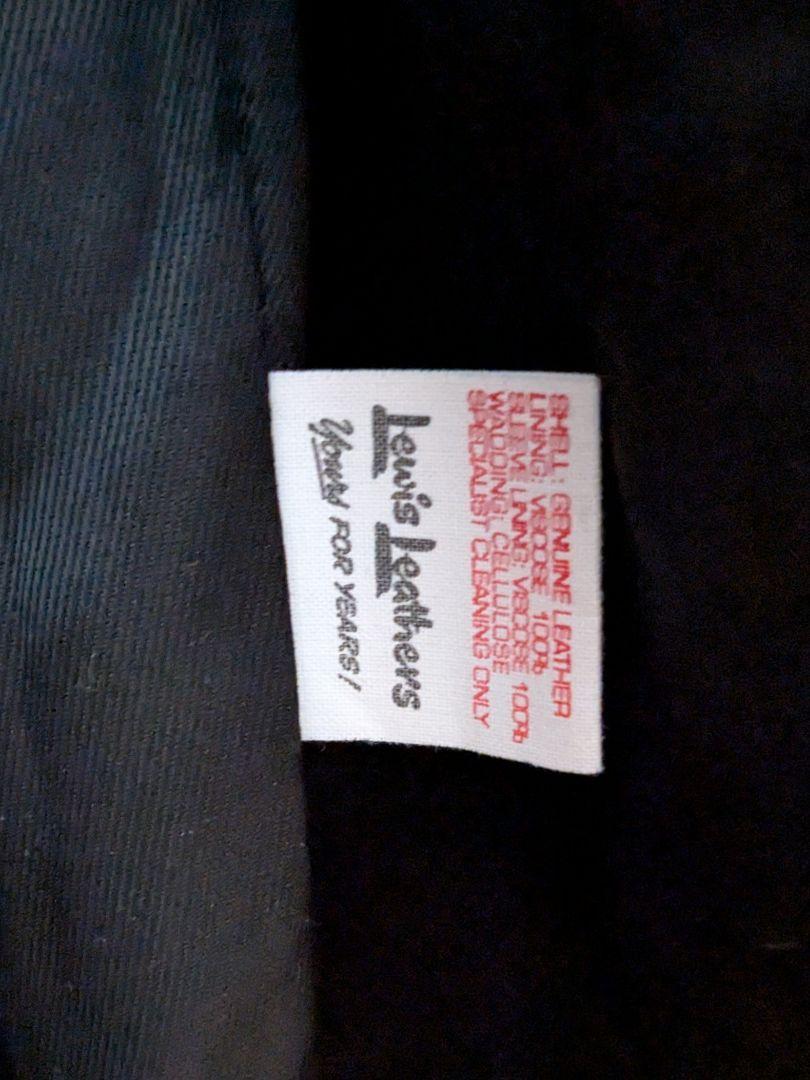 SHELL: GENUINE LEATHER
LINING: VISCOSE 100%
SLEEVE LINING: VISCOSE 100%
WADDING: CELLULOSE
SPECIALIST CLEANING ONLY
Lewis Leathers
Yours FOR YEARS!